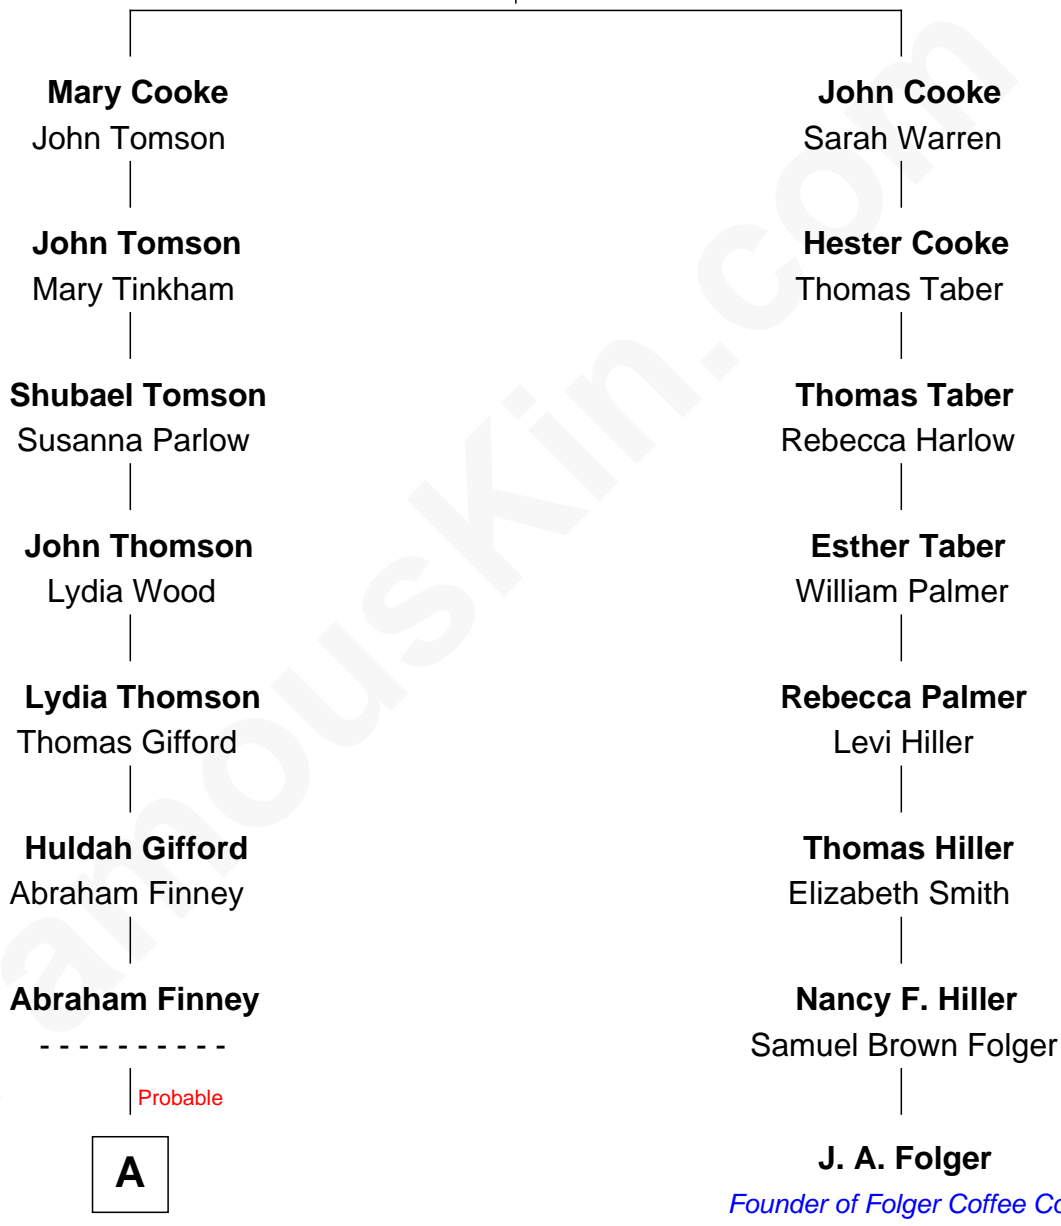 Mary Cooke
John Tomson
John Cooke
Sarah Warren
John Tomson
Mary Tinkham
Hester Cooke
Thomas Taber
Shubael Tomson
Susanna Parlow
Thomas Taber
Rebecca Harlow
John Thomson
Lydia Wood
Esther Taber
William Palmer
Lydia Thomson
Thomas Gifford
Rebecca Palmer
Levi Hiller
Huldah Gifford
Abraham Finney
Thomas Hiller
Elizabeth Smith
Abraham Finney
- - - - - - - - - -
Nancy F. Hiller
Samuel Brown Folger
Probable
A
J. A. Folger
Founder of Folger Coffee Co
amouskin.com